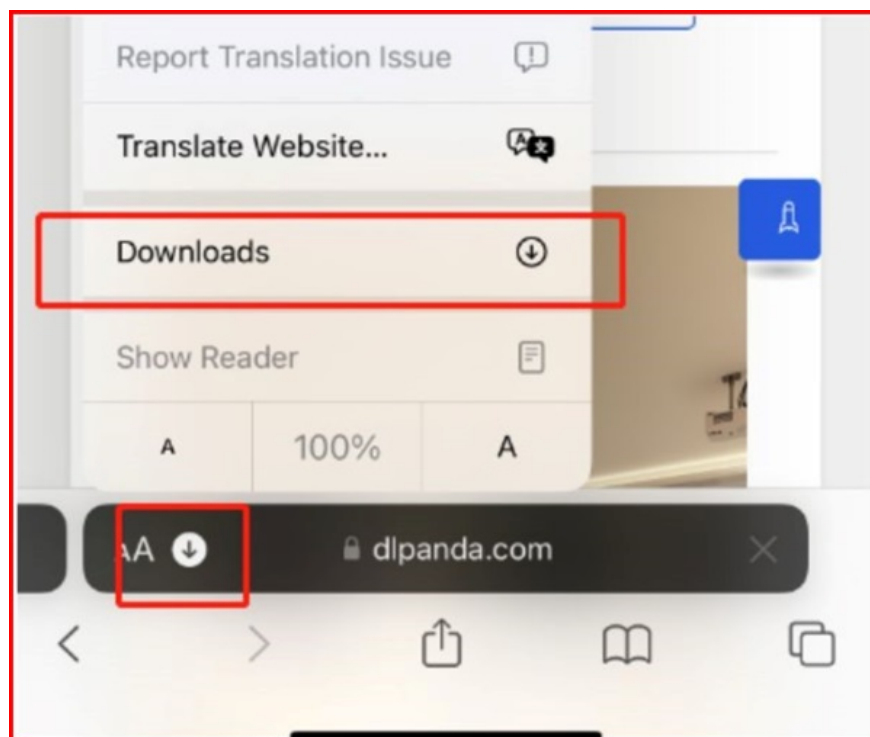 Report Translation Issue
Translate Website...
Downloads
Show Reader
A 100% A
AA dlpanda.com